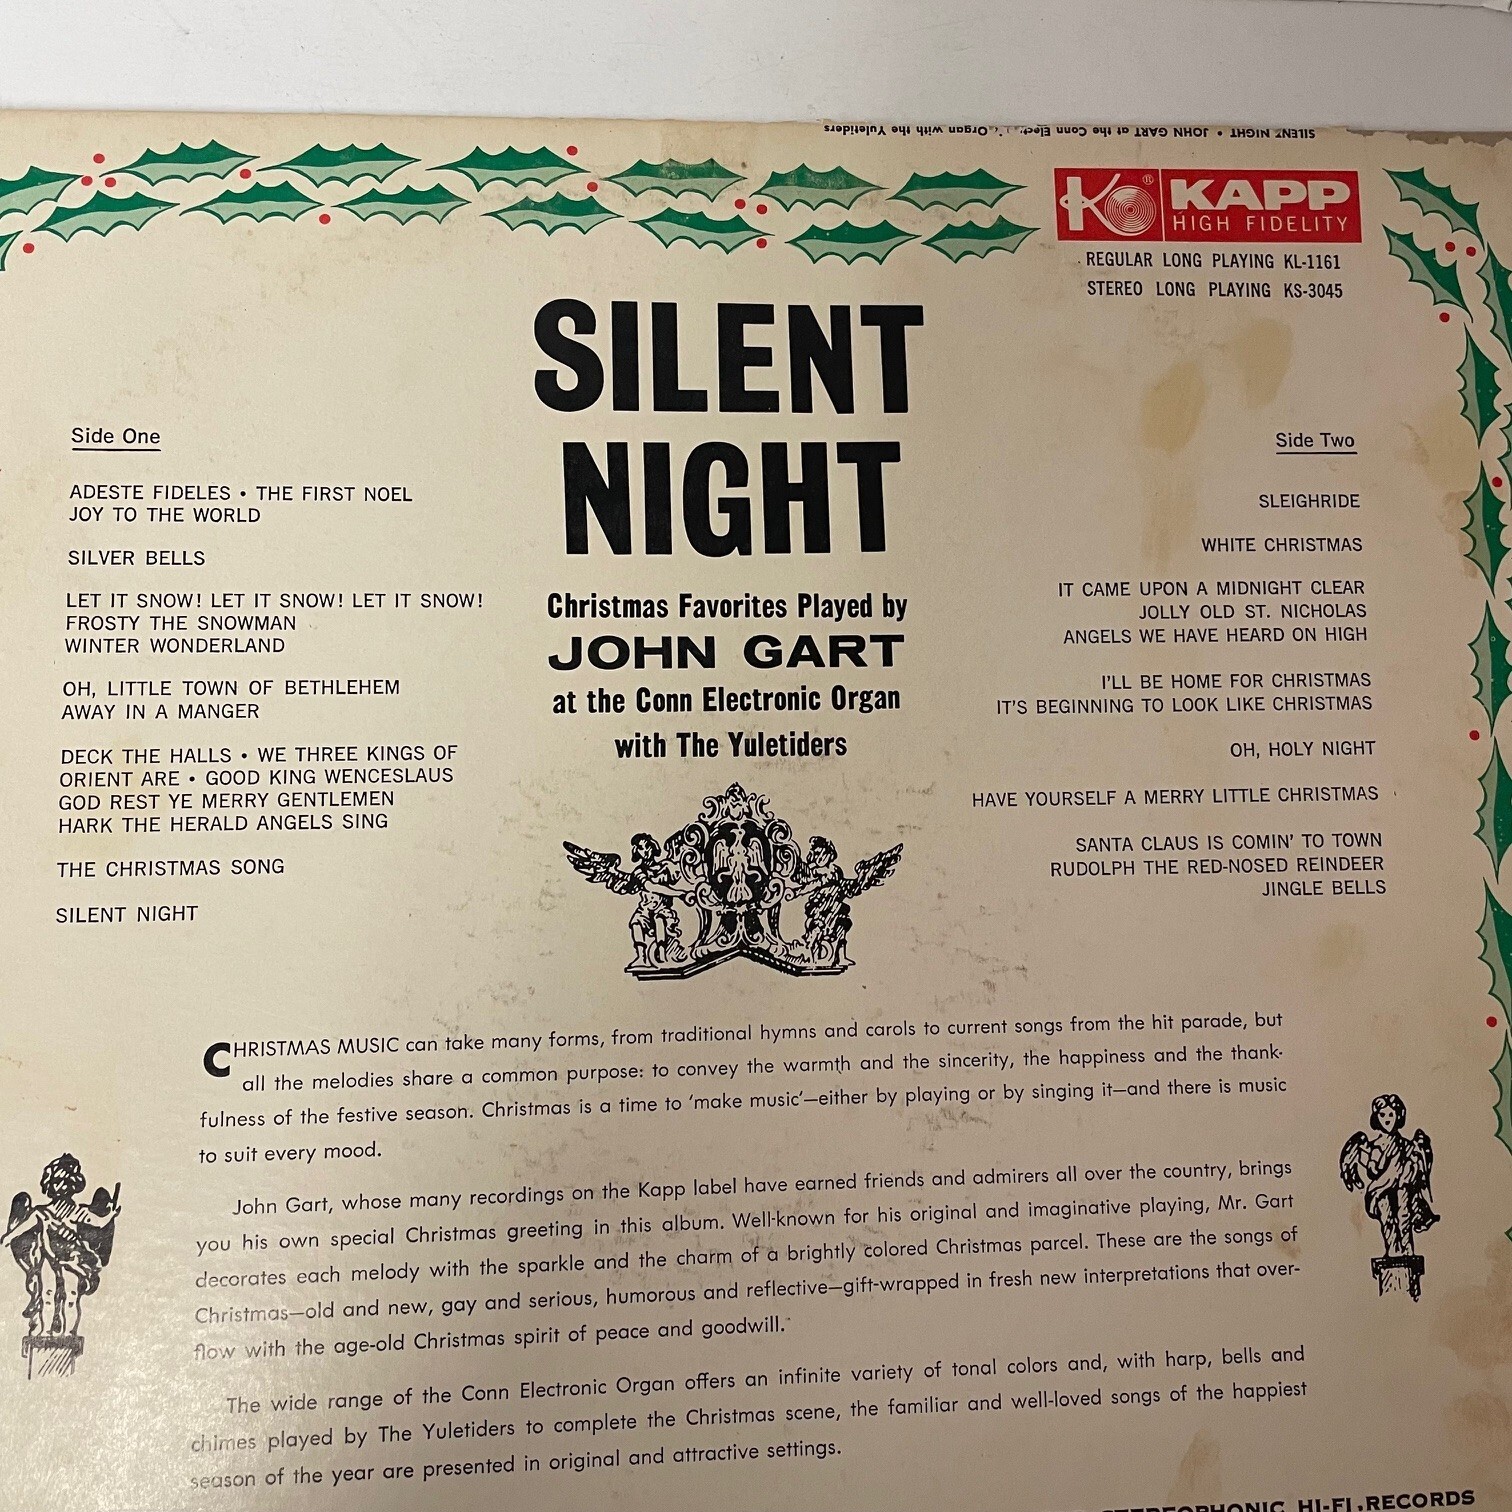 SILENT NIGHT • JOHN GART at the Conn Organ with the Yuletiders
K® KAPP
HIGH FIDELITY
REGULAR LONG PLAYING KL-1161
STEREO LONG PLAYING KS-3045
SILENT
NIGHT
Christmas Favorites Played by
JOHN GART
at the Conn Electronic Organ
with The Yuletiders
Side One
ADESTE FIDELES • THE FIRST NOEL
JOY TO THE WORLD
SILVER BELLS
LET IT SNOW! LET IT SNOW! LET IT SNOW!
FROSTY THE SNOWMAN
WINTER WONDERLAND
OH, LITTLE TOWN OF BETHLEHEM
AWAY IN A MANGER
DECK THE HALLS • WE THREE KINGS OF
ORIENT ARE • GOOD KING WENCESLAUS
GOD REST YE MERRY GENTLEMEN
HARK THE HERALD ANGELS SING
THE CHRISTMAS SONG
SILENT NIGHT
Side Two
SLEIGHRIDE
WHITE CHRISTMAS
IT CAME UPON A MIDNIGHT CLEAR
JOLLY OLD ST. NICHOLAS
ANGELS WE HAVE HEARD ON HIGH
I'LL BE HOME FOR CHRISTMAS
IT'S BEGINNING TO LOOK LIKE CHRISTMAS
OH, HOLY NIGHT
HAVE YOURSELF A MERRY LITTLE CHRISTMAS
SANTA CLAUS IS COMIN' TO TOWN
RUDOLPH THE RED-NOSED REINDEER
JINGLE BELLS
CHRISTMAS MUSIC can take many forms, from traditional hymns and carols to current songs from the hit parade, but
all the melodies share a common purpose: to convey the warmth and the sincerity, the happiness and the thank-
fulness of the festive season. Christmas is a time to 'make music'—either by playing or by singing it—and there is music
to suit every mood.
John Gart, whose many recordings on the Kapp label have earned friends and admirers all over the country, brings
you his own special Christmas greeting in this album. Well-known for his original and imaginative playing, Mr. Gart
decorates each melody with the sparkle and the charm of a brightly colored Christmas parcel. These are the songs of
Christmas—old and new, gay and serious, humorous and reflective—gift-wrapped in fresh new interpretations that over-
flow with the age-old Christmas spirit of peace and goodwill.
The wide range of the Conn Electronic Organ offers an infinite variety of tonal colors and, with harp, bells and
chimes played by The Yuletiders to complete the Christmas scene, the familiar and well-loved songs of the happiest
season of the year are presented in original and attractive settings.
STEREOPHONIC HI-FI RECORDS